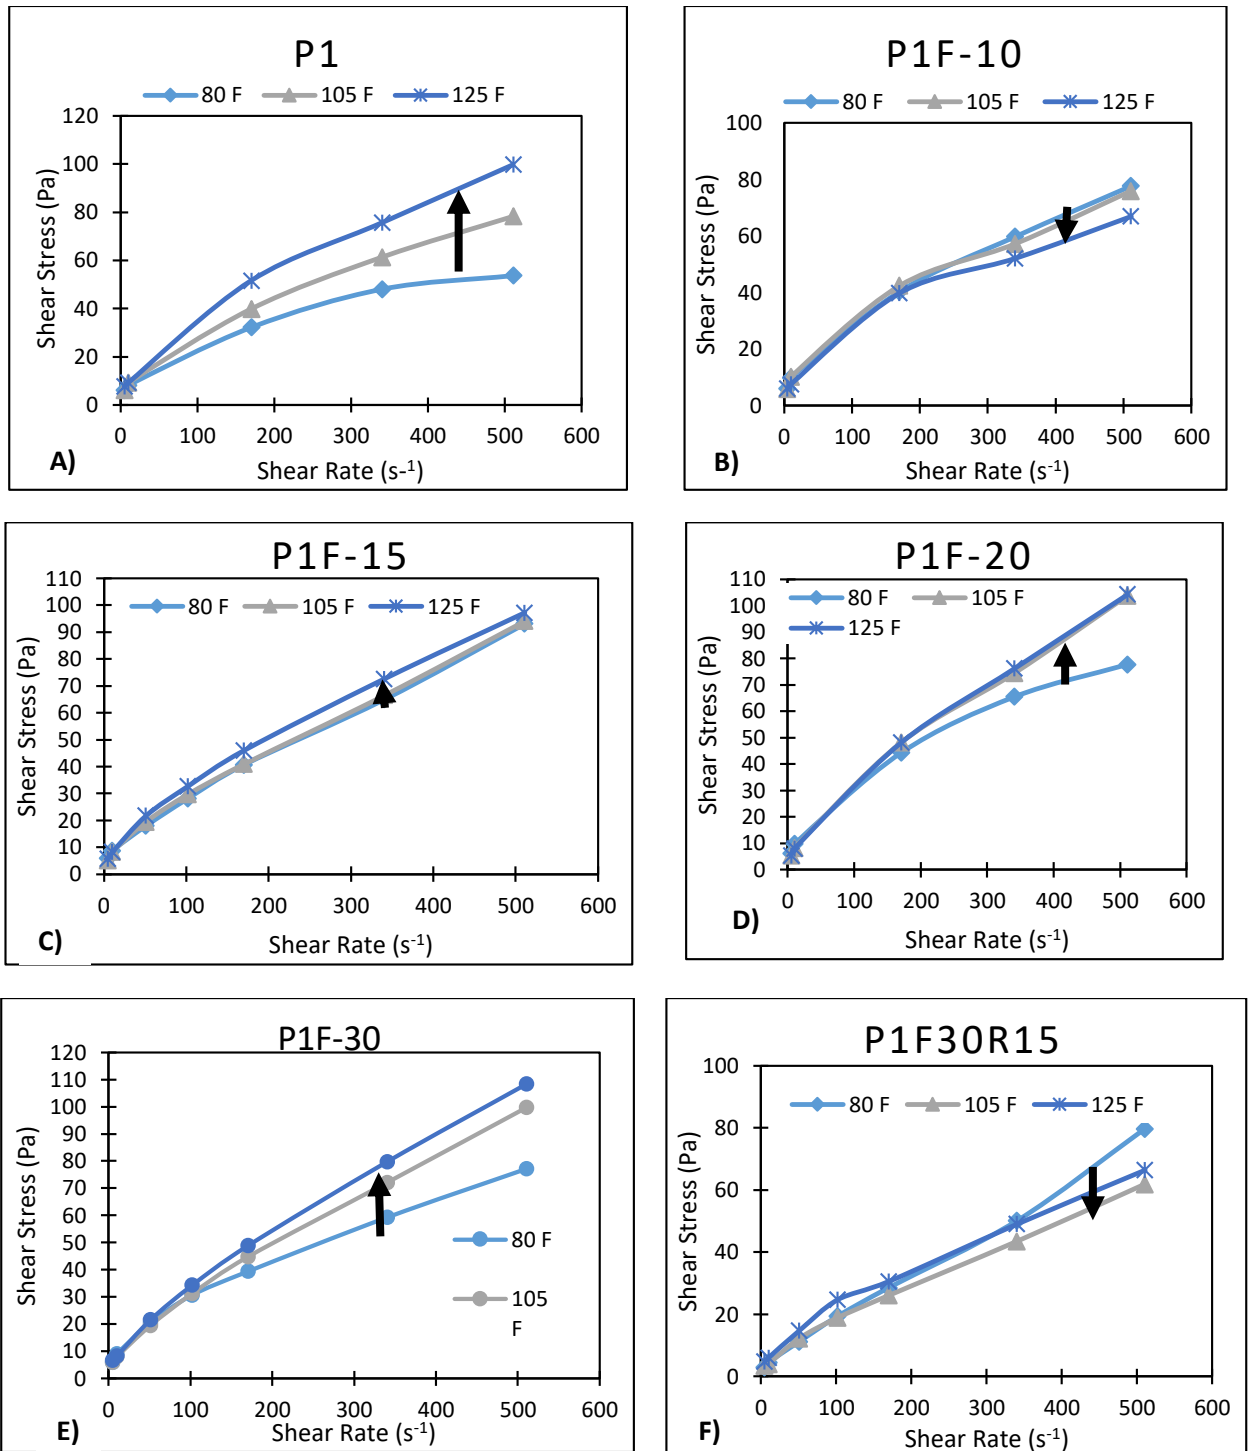 P1
80 F 105 F 125 F
120
100
80
60
40
20
0
Shear Stress (Pa)
0 100 200 300 400 500 600
Shear Rate (s-¹)
A)
P1F-10
80 F 105 F 125 F
100
80
60
40
20
0
Shear Stress (Pa)
0 100 200 300 400 500 600
Shear Rate (s⁻¹)
B)
P1F-15
80 F 105 F 125 F
110
100
90
80
70
60
50
40
30
20
10
0
Shear Stress (Pa)
0 100 200 300 400 500 600
Shear Rate (s⁻¹)
C)
P1F-20
80 F 105 F
125 F
110
100
90
80
70
60
50
40
30
20
10
0
Shear Stress (Pa)
0 100 200 300 400 500 600
Shear Rate (s⁻¹)
D)
P1F-30
120
110
100
90
80
70
60
50
40
30
20
10
0
Shear Stress (Pa)
80 F
105
F
0 100 200 300 400 500 600
Shear Rate (s⁻¹)
E)
P1F30R15
80 F 105 F 125 F
100
80
60
40
20
0
Shear Stress (Pa)
0 100 200 300 400 500 600
Shear Rate (s⁻¹)
F)